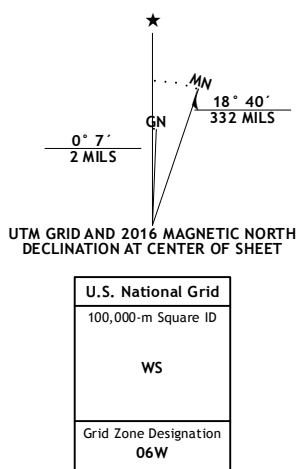 ★
MN
GN
18° 40´
332 MILS
0° 7´
2 MILS
UTM GRID AND 2016 MAGNETIC NORTH
DECLINATION AT CENTER OF SHEET
U.S. National Grid
100,000-m Square ID
WS
Grid Zone Designation
06W